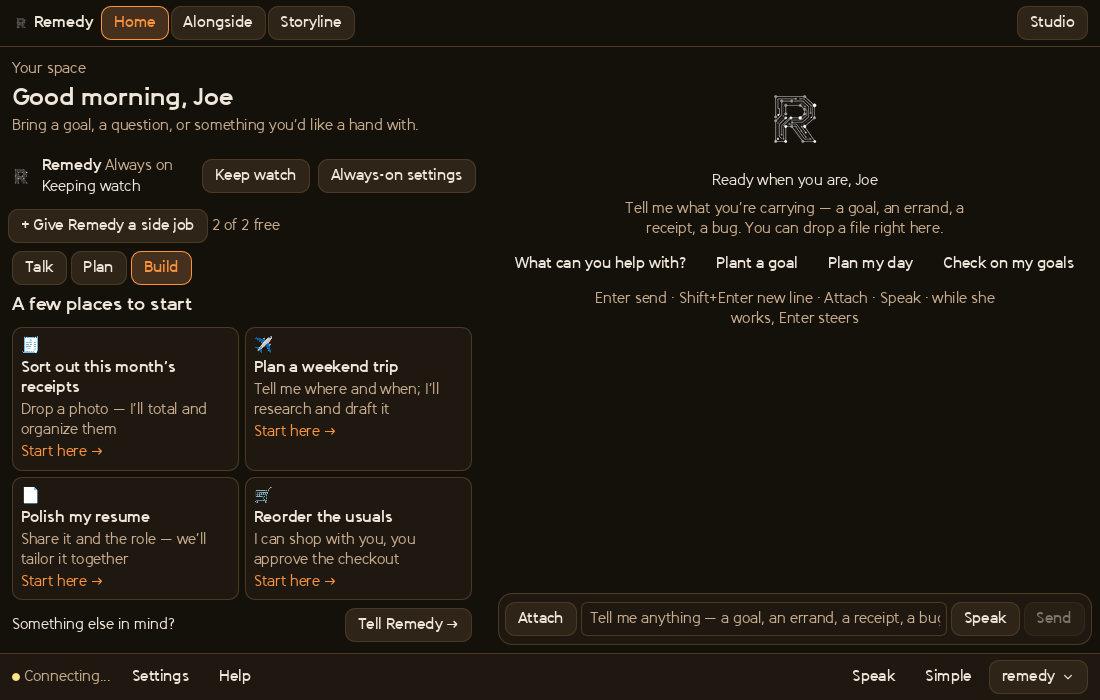 Remedy Home Alongside Storyline Studio
Your space
Good morning, Joe
Bring a goal, a question, or something you'd like a hand with.
Remedy Always on
Keeping watch
Keep watch Always-on settings
+ Give Remedy a side job 2 of 2 free
Talk Plan Build
A few places to start
Sort out this month's
receipts
Drop a photo — I'll total and
organize them
Start here →
Plan a weekend trip
Tell me where and when; I'll
research and draft it
Start here →
Polish my resume
Share it and the role — we'll
tailor it together
Start here →
Reorder the usuals
I can shop with you, you
approve the checkout
Start here →
Something else in mind? Tell Remedy →
R
Ready when you are, Joe
Tell me what you're carrying — a goal, an errand, a
receipt, a bug. You can drop a file right here.
What can you help with? Plant a goal Plan my day Check on my goals
Enter send · Shift+Enter new line · Attach · Speak · while she
works, Enter steers
Attach Tell me anything — a goal, an errand, a receipt, a bug Speak Send
Connecting... Settings Help Speak Simple remedy